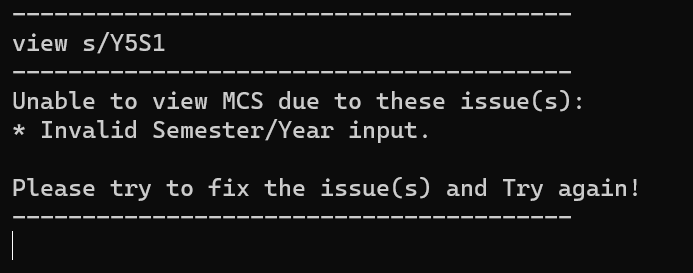 ----------------------------------------
view s/Y5S1
----------------------------------------
Unable to view MCS due to these issue(s):
* Invalid Semester/Year input.

Please try to fix the issue(s) and Try again!
----------------------------------------